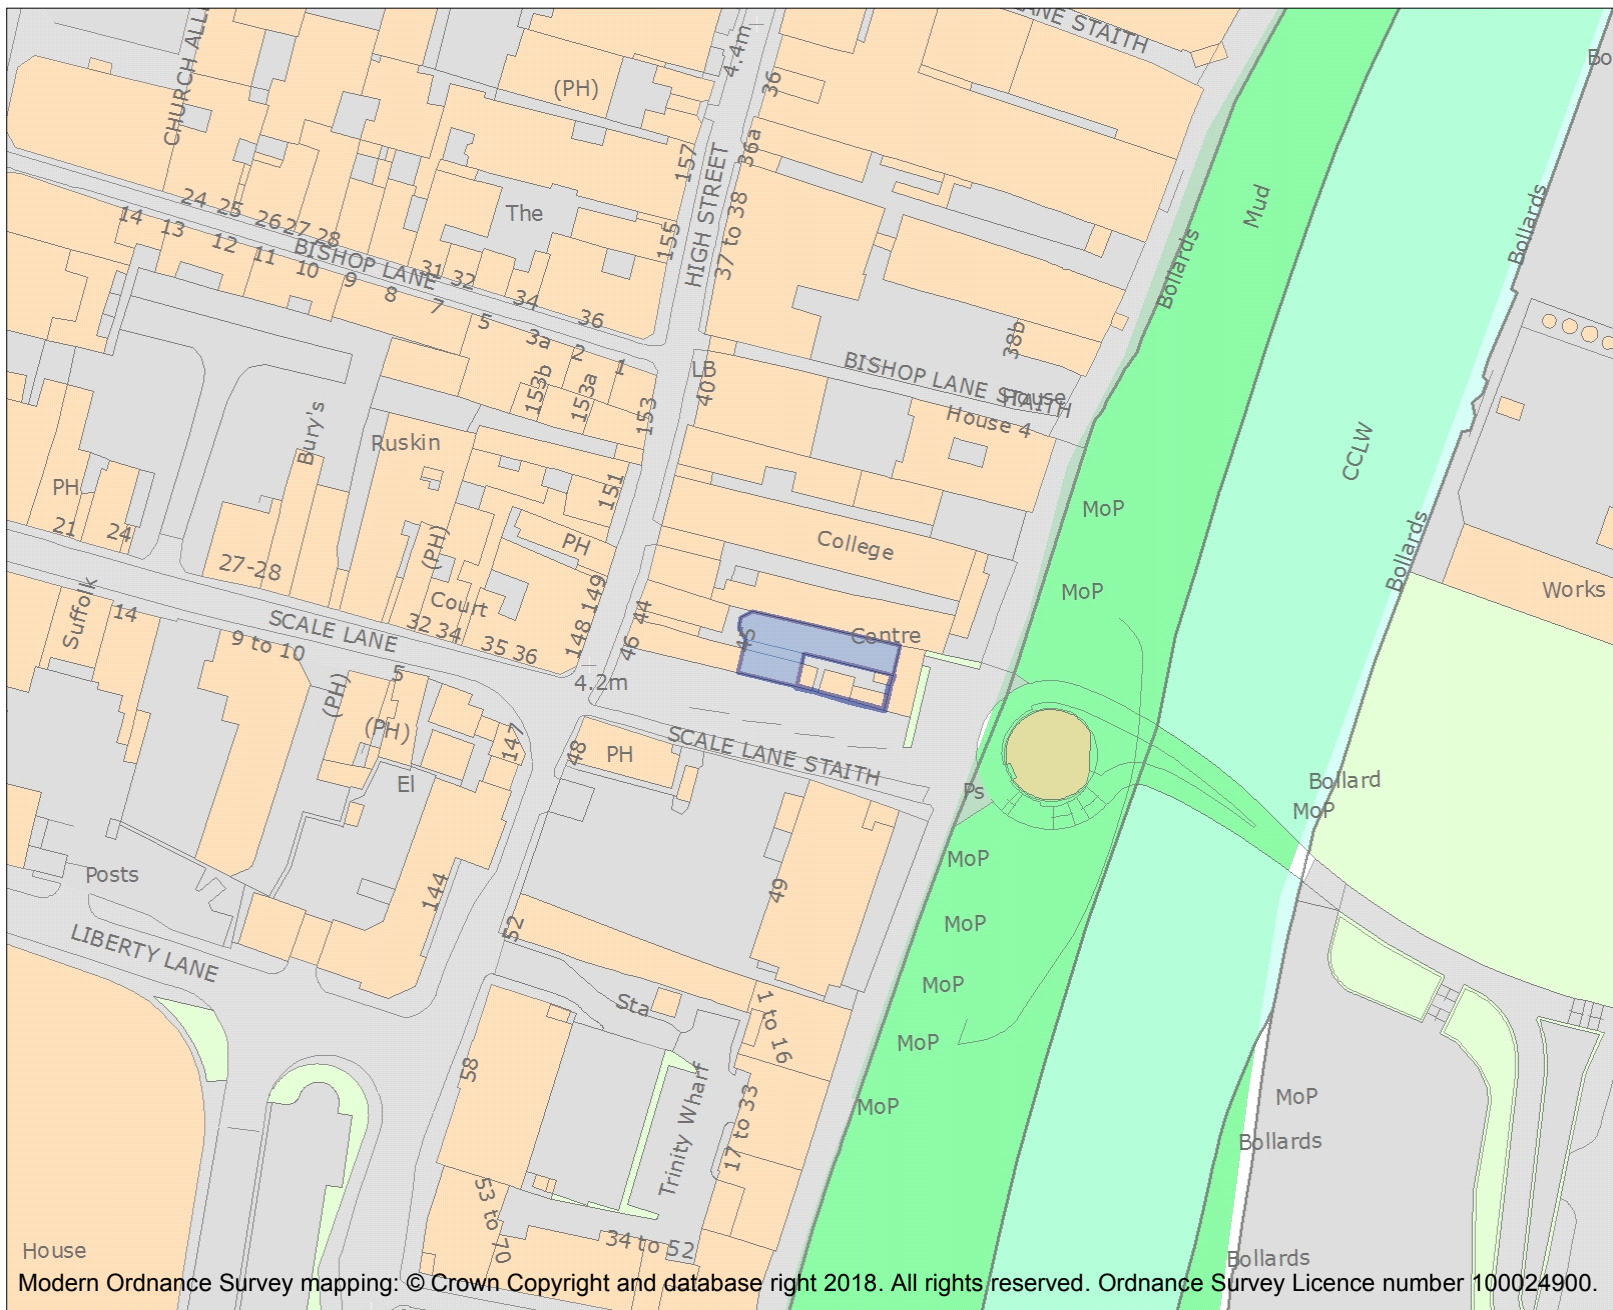 LANE STAITH
CHURCH ALL
4.4m
36
(PH)
Bo
157
36a
HIGH STREET
155
37 to 38
The
Mud
Bollards
Bollards
24
25
26
27
28
14
13
12
11
10
9
8
7
BISHOP LANE
31
32
34
36
5
3a
2
1
153b
153a
153
LB
40
38b
BISHOP LANE STAITH
House
House 4
CCLW
Bury's
Ruskin
151
PH
21
24
27-28
(PH)
PH
149
148
College
MoP
MoP
Bollards
Works
Suffolk
14
SCALE LANE
9 to 10
Court
32
34
35
36
44
46
45
Centre
4.2m
5
(PH)
(PH)
147
El
48
PH
SCALE LANE STAITH
Ps
Bollard
MoP
MoP
Posts
144
49
52
MoP
LIBERTY LANE
Sta
MoP
1 to 16
MoP
58
Trinity Wharf
17 to 33
MoP
MoP
Bollards
53 to 70
34 to 52
House
Bollards
Modern Ordnance Survey mapping: © Crown Copyright and database right 2018. All rights reserved. Ordnance Survey Licence number 100024900.